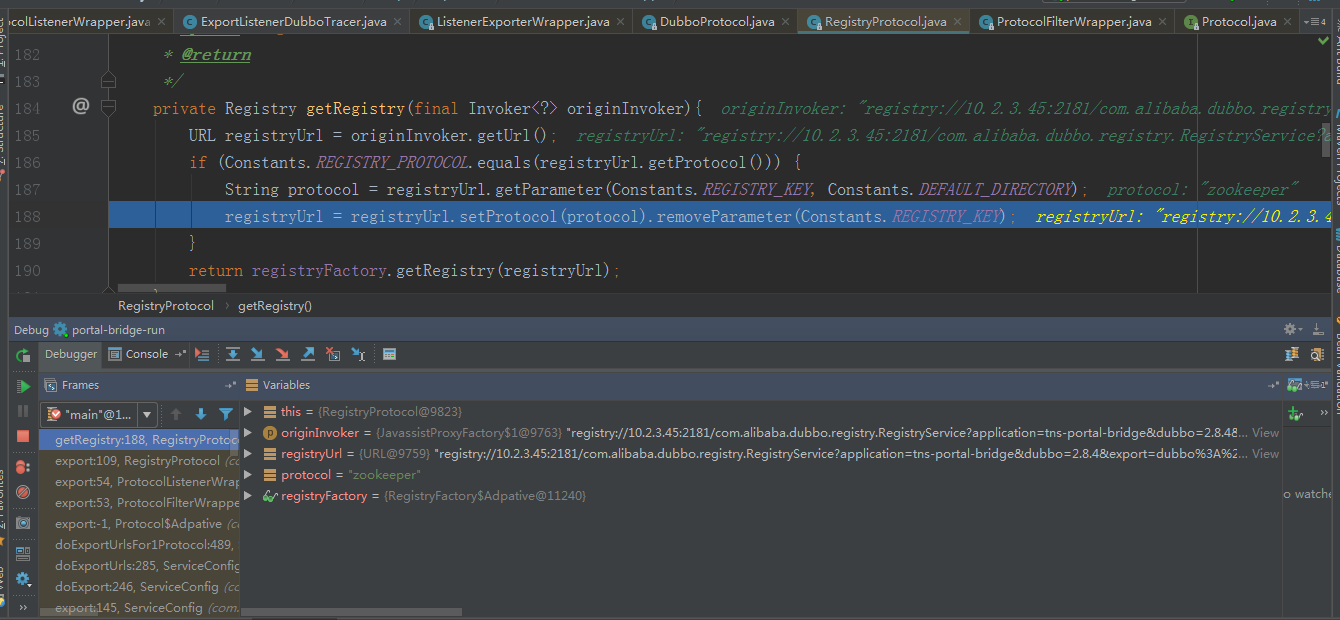 ocolListenerWrapper.java × ExportListenerDubboTracer.java × ListenerExporterWrapper.java × DubboProtocol.java × RegistryProtocol.java × ProtocolFilterWrapper.java × Protocol.java × 4
182 * @return
183 */
184 @ private Registry getRegistry(final Invoker<?> originInvoker){ originInvoker: "registry://10.2.3.45:2181/com.alibaba.dubbo.registry
185 URL registryUrl = originInvoker.getUrl(); registryUrl: "registry://10.2.3.45:2181/com.alibaba.dubbo.registry.RegistryService?a
186 if (Constants.REGISTRY_PROTOCOL.equals(registryUrl.getProtocol())) {
187 String protocol = registryUrl.getParameter(Constants.REGISTRY_KEY, Constants.DEFAULT_DIRECTORY); protocol: "zookeeper"
188 registryUrl = registryUrl.setProtocol(protocol).removeParameter(Constants.REGISTRY_KEY); registryUrl: "registry://10.2.3.4
189 }
190 return registryFactory.getRegistry(registryUrl);
RegistryProtocol › getRegistry()
Debug portal-bridge-run
Debugger Console
Frames
Variables
"main"@1...
getRegistry:188, RegistryProtoc
export:109, RegistryProtocol (co
export:54, ProtocolListenerWrap
export:53, ProtocolFilterWrappe
export:-1, Protocol$Adpative (co
doExportUrlsFor1Protocol:489,
doExportUrls:285, ServiceConfig
doExport:246, ServiceConfig (co
export:145, ServiceConfig (com.
this = {RegistryProtocol@9823}
originInvoker = {JavassistProxyFactory$1@9763} "registry://10.2.3.45:2181/com.alibaba.dubbo.registry.RegistryService?application=tns-portal-bridge&dubbo=2.8.48... View
registryUrl = {URL@9759} "registry://10.2.3.45:2181/com.alibaba.dubbo.registry.RegistryService?application=tns-portal-bridge&dubbo=2.8.4&export=dubbo%3A%2... View
protocol = "zookeeper"
registryFactory = {RegistryFactory$Adpative@11240}
o watche